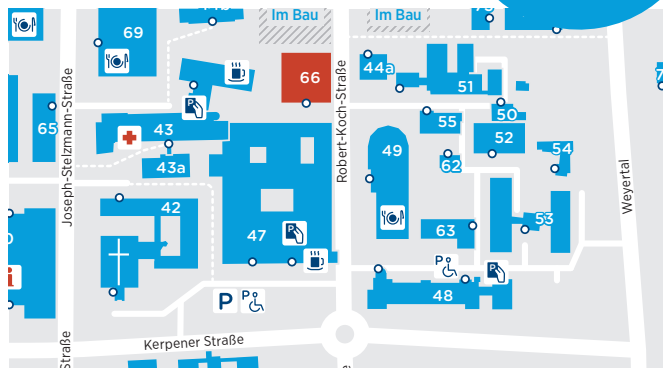 Im Bau
Im Bau
69
66
44a
51
50
55
52
65
43
43a
49
62
54
42
47
63
53
48
P
P
P
P
P
P
Joseph-Stelzmann-Straße
Robert-Koch-Straße
Weyertal
Kerpener Straße
Straße